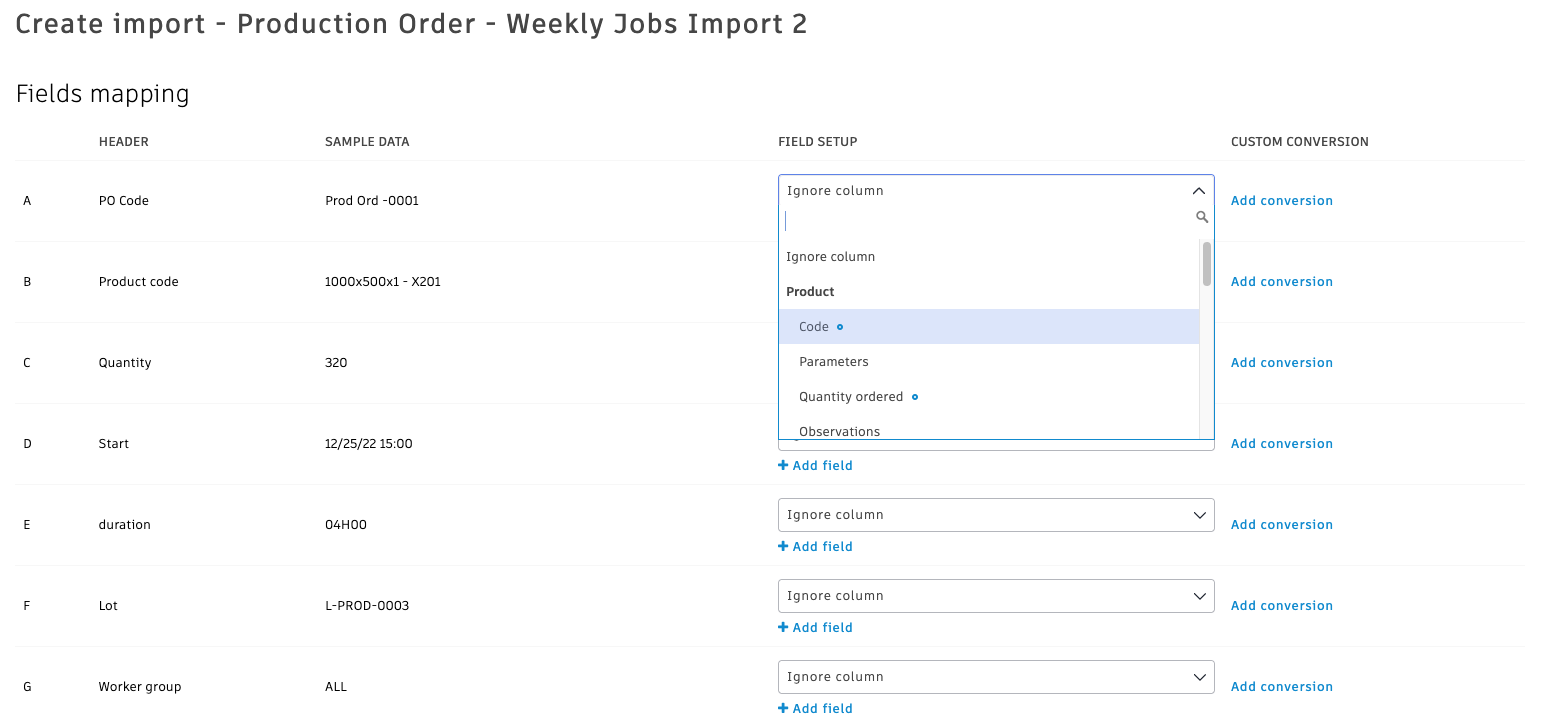 Create import - Production Order - Weekly Jobs Import 2
Fields mapping
HEADER SAMPLE DATA FIELD SETUP CUSTOM CONVERSION
A PO Code Prod Ord -0001 Ignore column Add conversion
Ignore column
B Product code 1000x500x1 - X201 Product Add conversion
Code
C Quantity 320 Parameters Add conversion
Quantity ordered
Observations
D Start 12/25/22 15:00 Add conversion
+ Add field
E duration 04H00 Ignore column Add conversion
+ Add field
F Lot L-PROD-0003 Ignore column Add conversion
+ Add field
G Worker group ALL Ignore column Add conversion
+ Add field